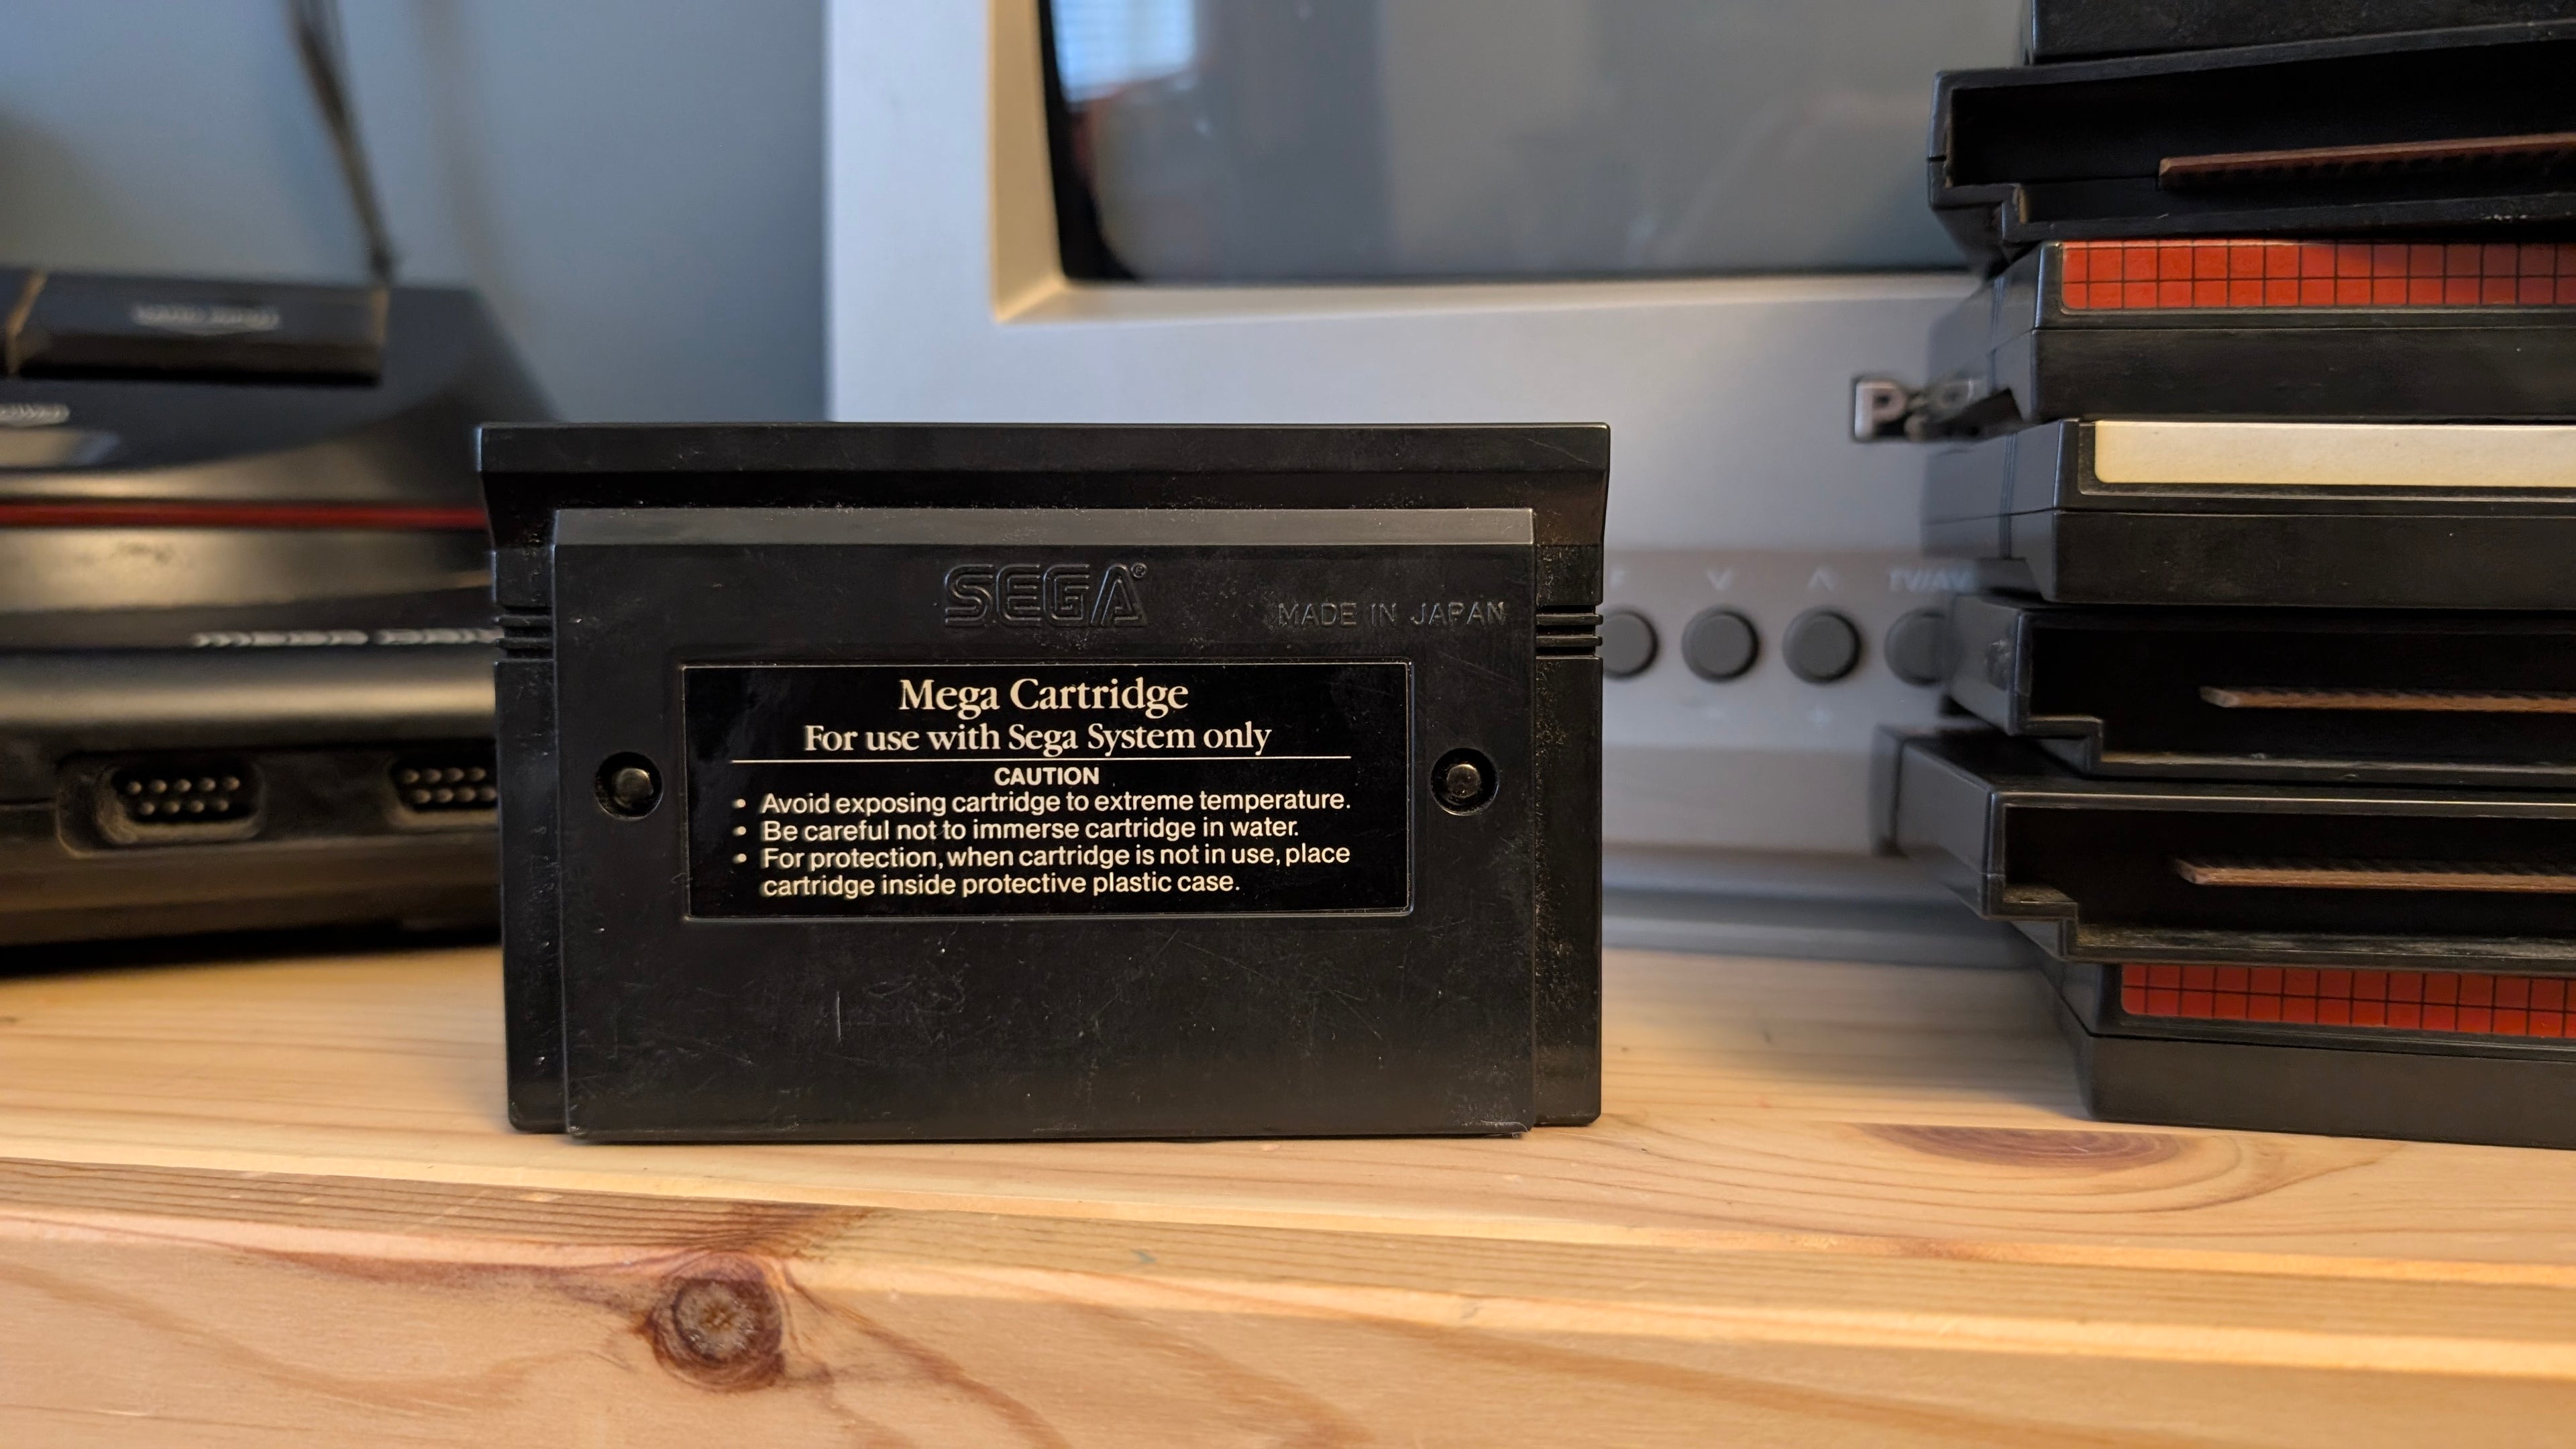 SEGA®
MADE IN JAPAN
Mega Cartridge
For use with Sega System only
CAUTION
• Avoid exposing cartridge to extreme temperature.
• Be careful not to immerse cartridge in water.
• For protection, when cartridge is not in use, place
cartridge inside protective plastic case.
TV/AV